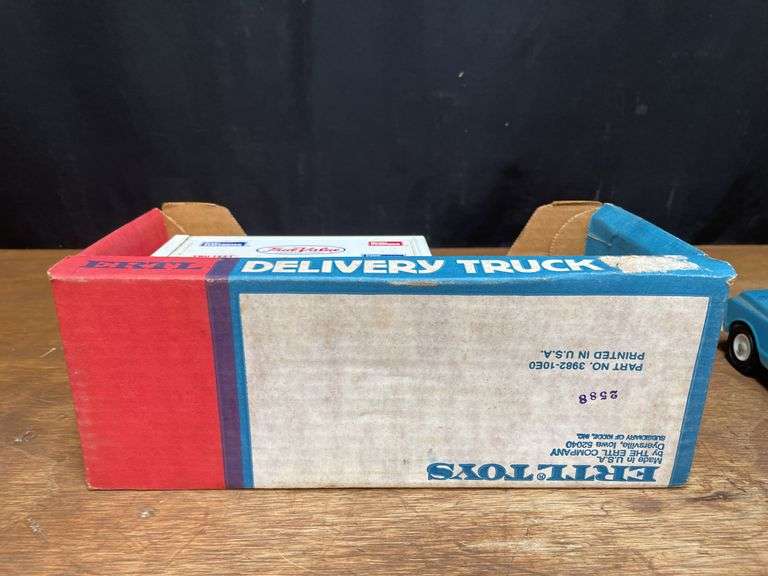 ERTL DELIVERY TRUCK
True Value
ERTL® TOYS
Made in U.S.A.
by THE ERTL COMPANY
Dyersville, Iowa 52040
SUBSIDIARY OF KIDDE, INC.
2588
PART NO. 3982-10E0
PRINTED IN U.S.A.